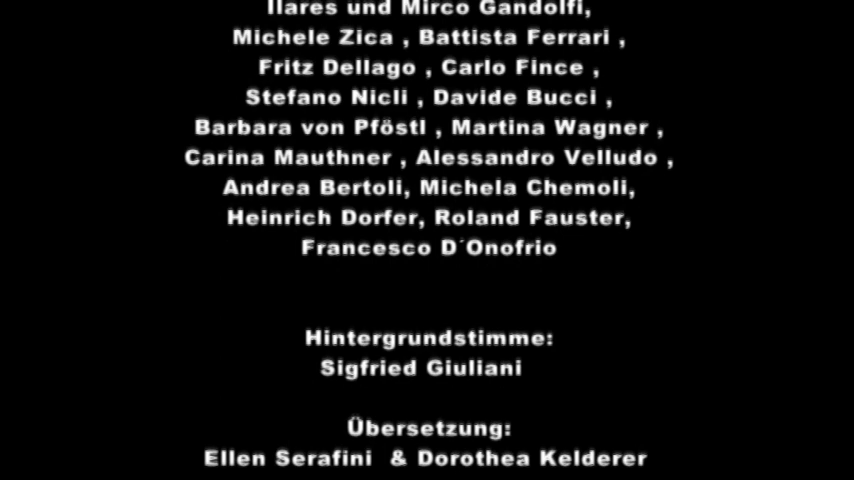 Ilares und Mirco Gandolfi,
Michele Zica , Battista Ferrari ,
Fritz Dellago , Carlo Fince ,
Stefano Nicli , Davide Bucci ,
Barbara von Pföstl , Martina Wagner ,
Carina Mauthner , Alessandro Velludo ,
Andrea Bertoli, Michela Chemoli,
Heinrich Dorfer, Roland Fauster,
Francesco D´Onofrio
Hintergrundstimme:
Sigfried Giuliani
Übersetzung:
Ellen Serafini & Dorothea Kelderer